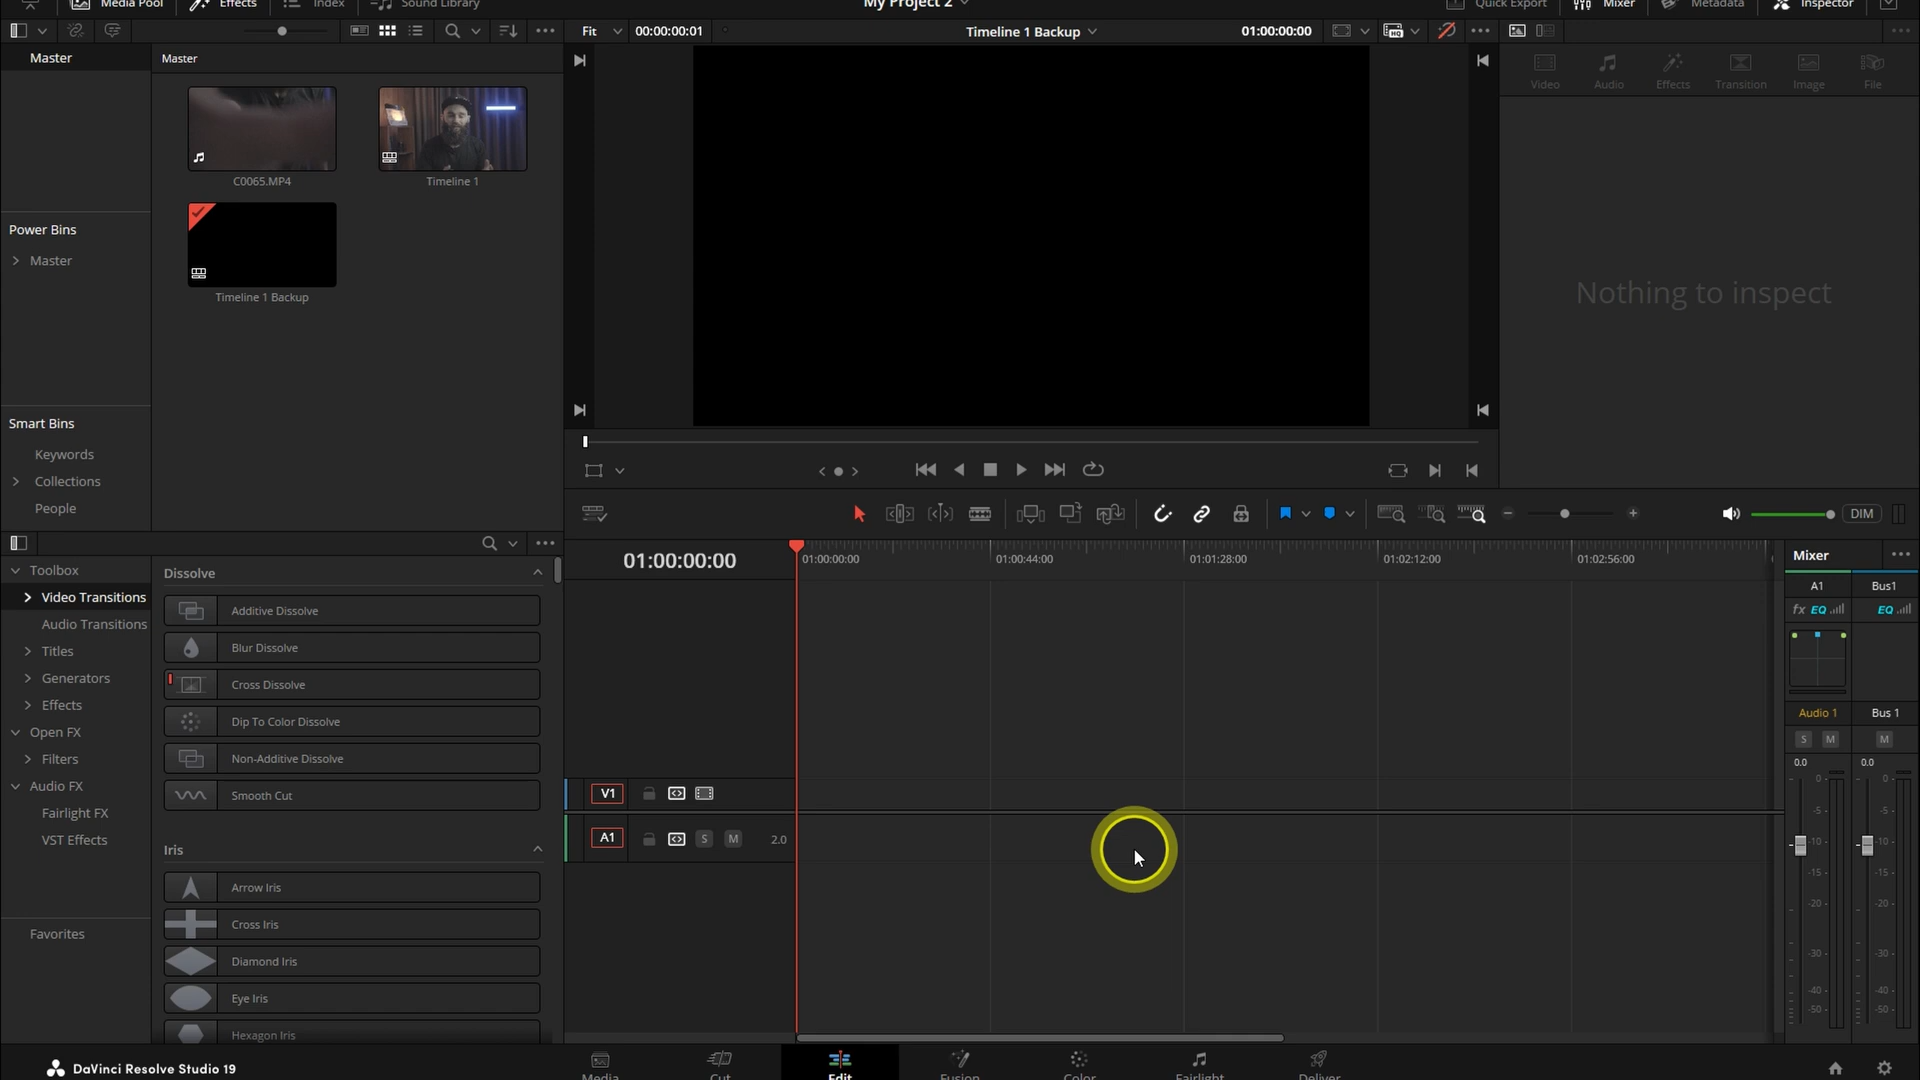 Media Pool
Effects
Index
Sound Library
My Project 2
Quick Export
Mixer
Metadata
Inspector
Fit
00:00:00:01
Timeline 1 Backup
01:00:00:00
Master
Master
C0065.MP4
Timeline 1
Timeline 1 Backup
Power Bins
Master
Smart Bins
Keywords
Collections
People
Video
Audio
Effects
Transition
Image
File
Nothing to inspect
DIM
Toolbox
Video Transitions
Audio Transitions
Titles
Generators
Effects
Open FX
Filters
Audio FX
Fairlight FX
VST Effects
Favorites
Dissolve
Additive Dissolve
Blur Dissolve
Cross Dissolve
Dip To Color Dissolve
Non-Additive Dissolve
Smooth Cut
Iris
Arrow Iris
Cross Iris
Diamond Iris
Eye Iris
Hexagon Iris
01:00:00:00
01:00:00:00
01:00:44:00
01:01:28:00
01:02:12:00
01:02:56:00
V1
A1
S
M
2.0
Mixer
A1
Bus1
fx EQ
EQ
Audio 1
Bus 1
S
M
M
0.0
0.0
0
-5
-10
-15
-20
-30
-40
-50
0
-5
-10
-15
-20
-30
-40
-50
DaVinci Resolve Studio 19
Media
Cut
Edit
Fusion
Color
Fairlight
Deliver